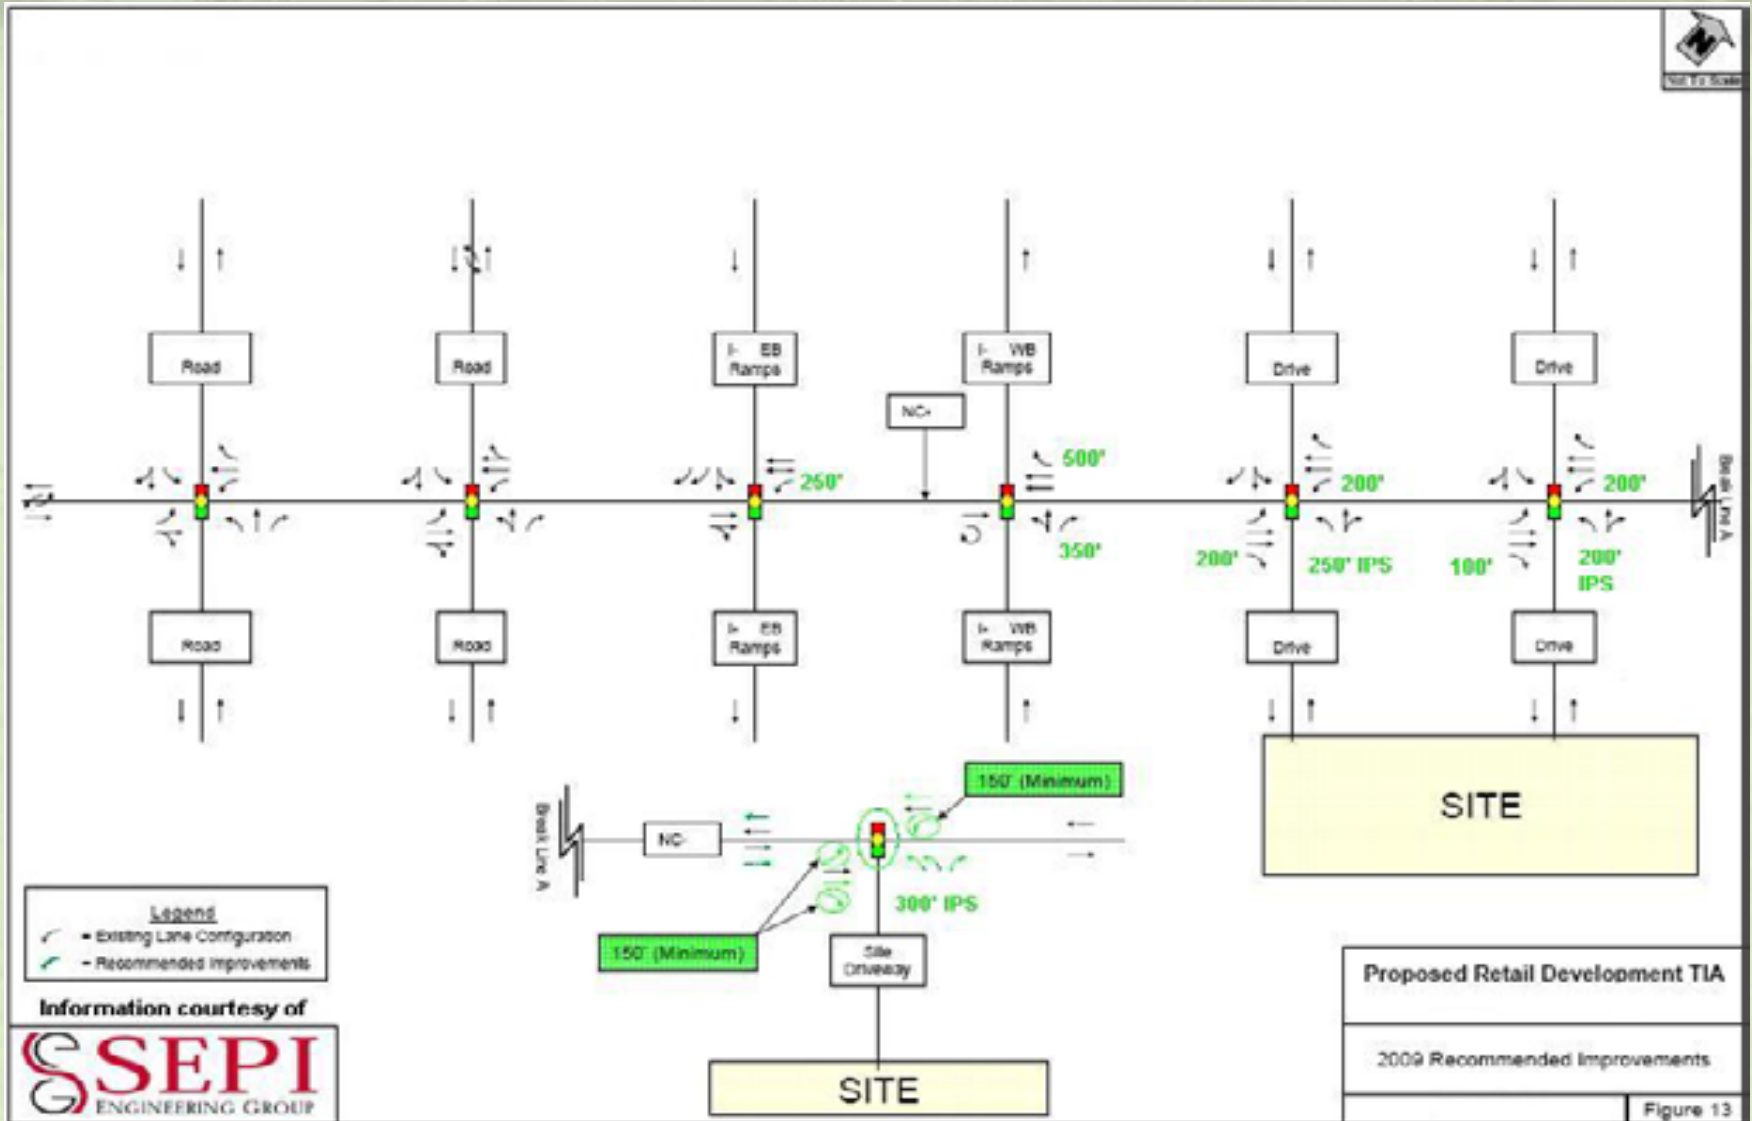 N
Not To Scale
Road
Road
I- EB
Ramps
I- WB
Ramps
Drive
Drive
NC-
500'
250'
200'
200'
Break Line A
350'
200'
250' IPS
100'
200'
IPS
Road
Road
I- EB
Ramps
I- WB
Ramps
Drive
Drive
SITE
150' (Minimum)
Break Line A
NC-
300' IPS
150' (Minimum)
Site
Driveway
SITE
Legend
= Existing Lane Configuration
- Recommended Improvements
Information courtesy of
SEPI
ENGINEERING GROUP
Proposed Retail Development TIA
2009 Recommended Improvements
Figure 13